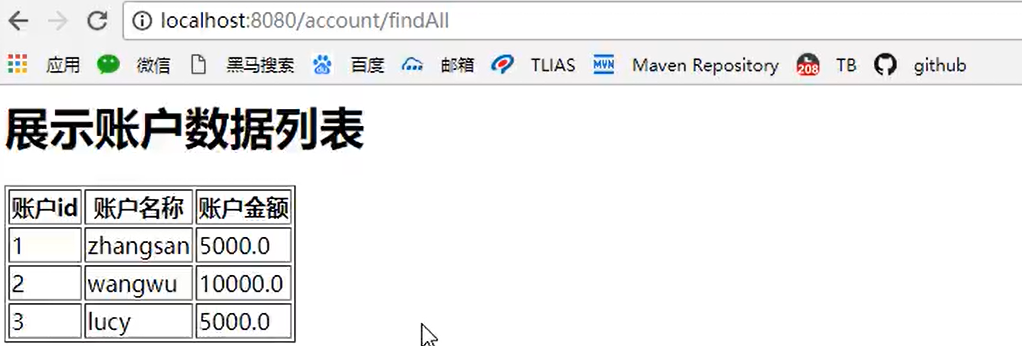 localhost:8080/account/findAll
应用 微信 黑马搜索 百度 邮箱 TLIAS MVN Maven Repository 208 TB github
展示账户数据列表
账户id 账户名称 账户金额
1 zhangsan 5000.0
2 wangwu 10000.0
3 lucy 5000.0